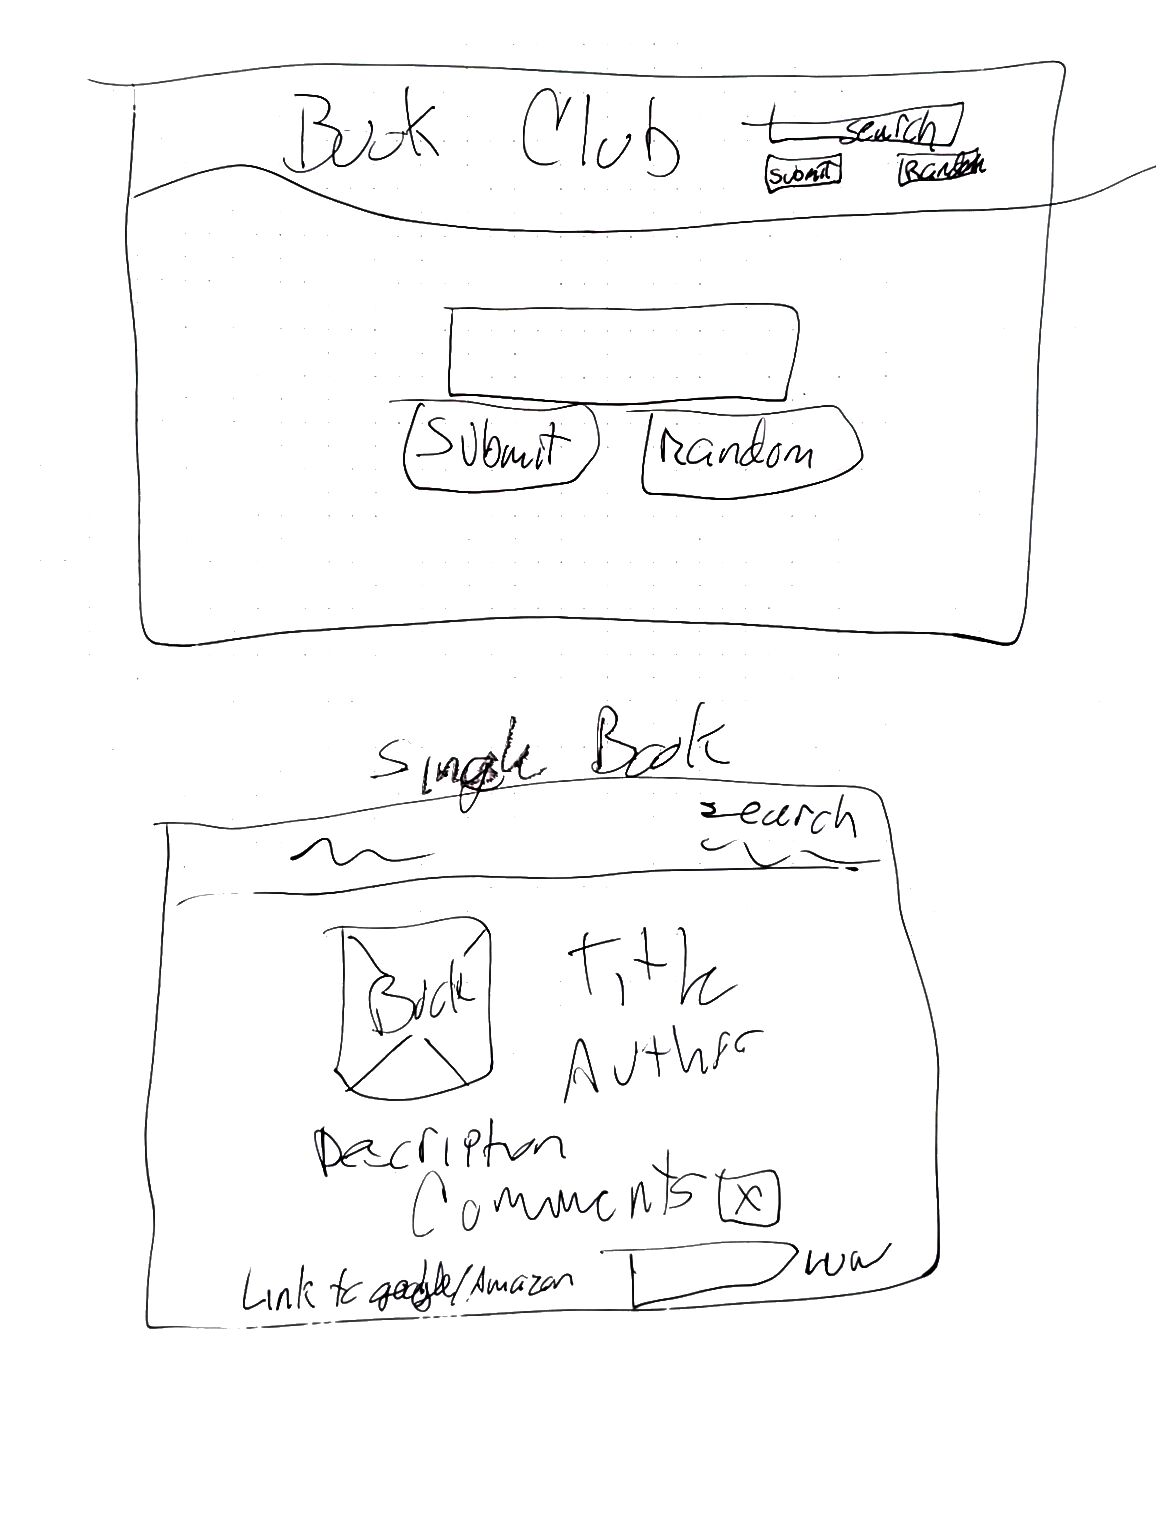 Book Club
search
Submit Random
Submit Random
Single Book
search
Book
Title
Author
Description
Comments X
Link to google/Amazon